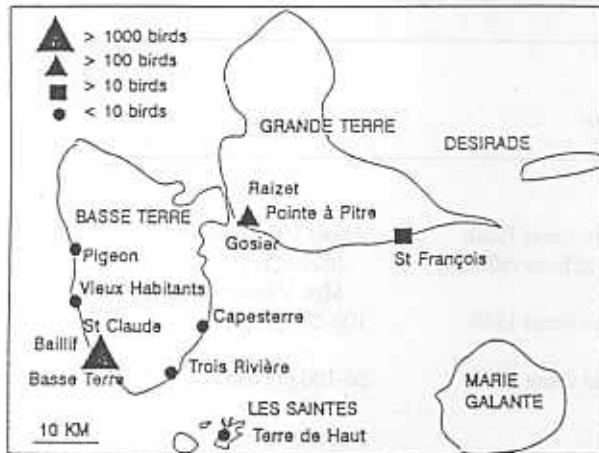 > 1000 birds
> 100 birds
> 10 birds
< 10 birds
GRANDE TERRE
DESIRADE
Raizet
Pointe à Pitre
BASSE TERRE
Gosier
St François
Pigeon
Vieux Habitants
St Claude
Capesterre
Baillif
Basse Terre
Trois Rivière
MARIE
GALANTE
LES SAINTES
Terre de Haut
10 KM